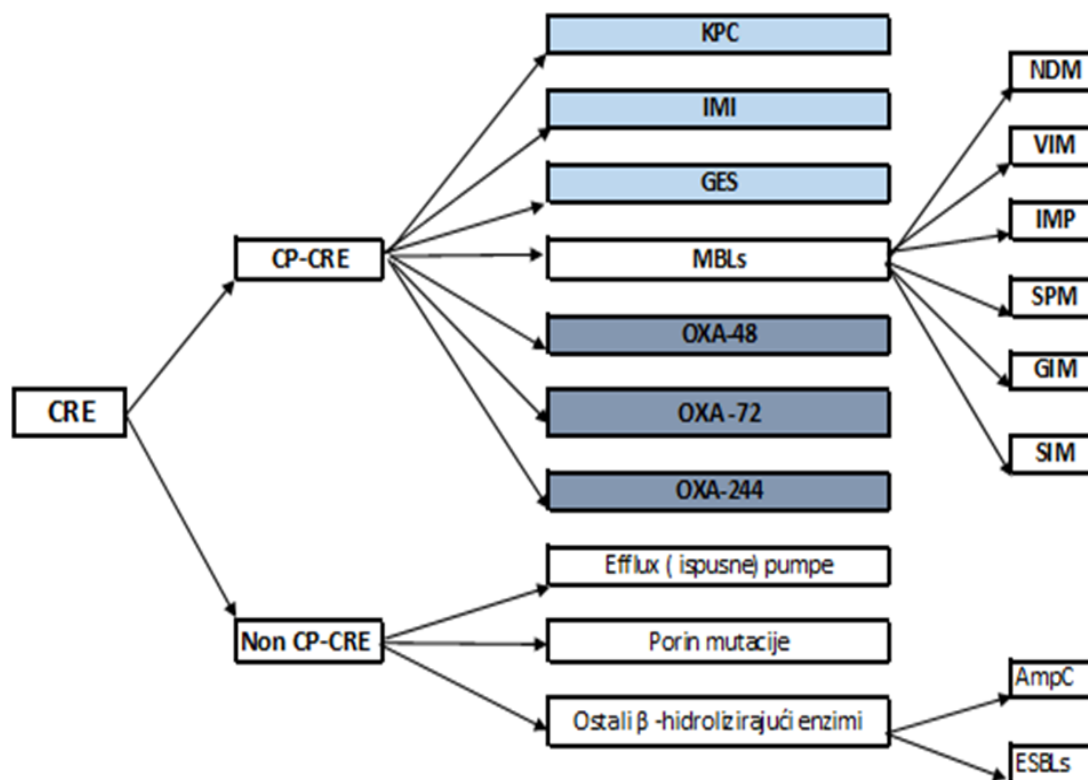 KPC
NDM
IMI
VIM
GES
IMP
CP-CRE
MBLs
SPM
OXA-48
GIM
CRE
OXA -72
SIM
OXA-244
Efflux ( ispusne) pumpe
Non CP-CRE
Porin mutacije
AmpC
Ostali β -hidrolizirajući enzimi
ESBLs